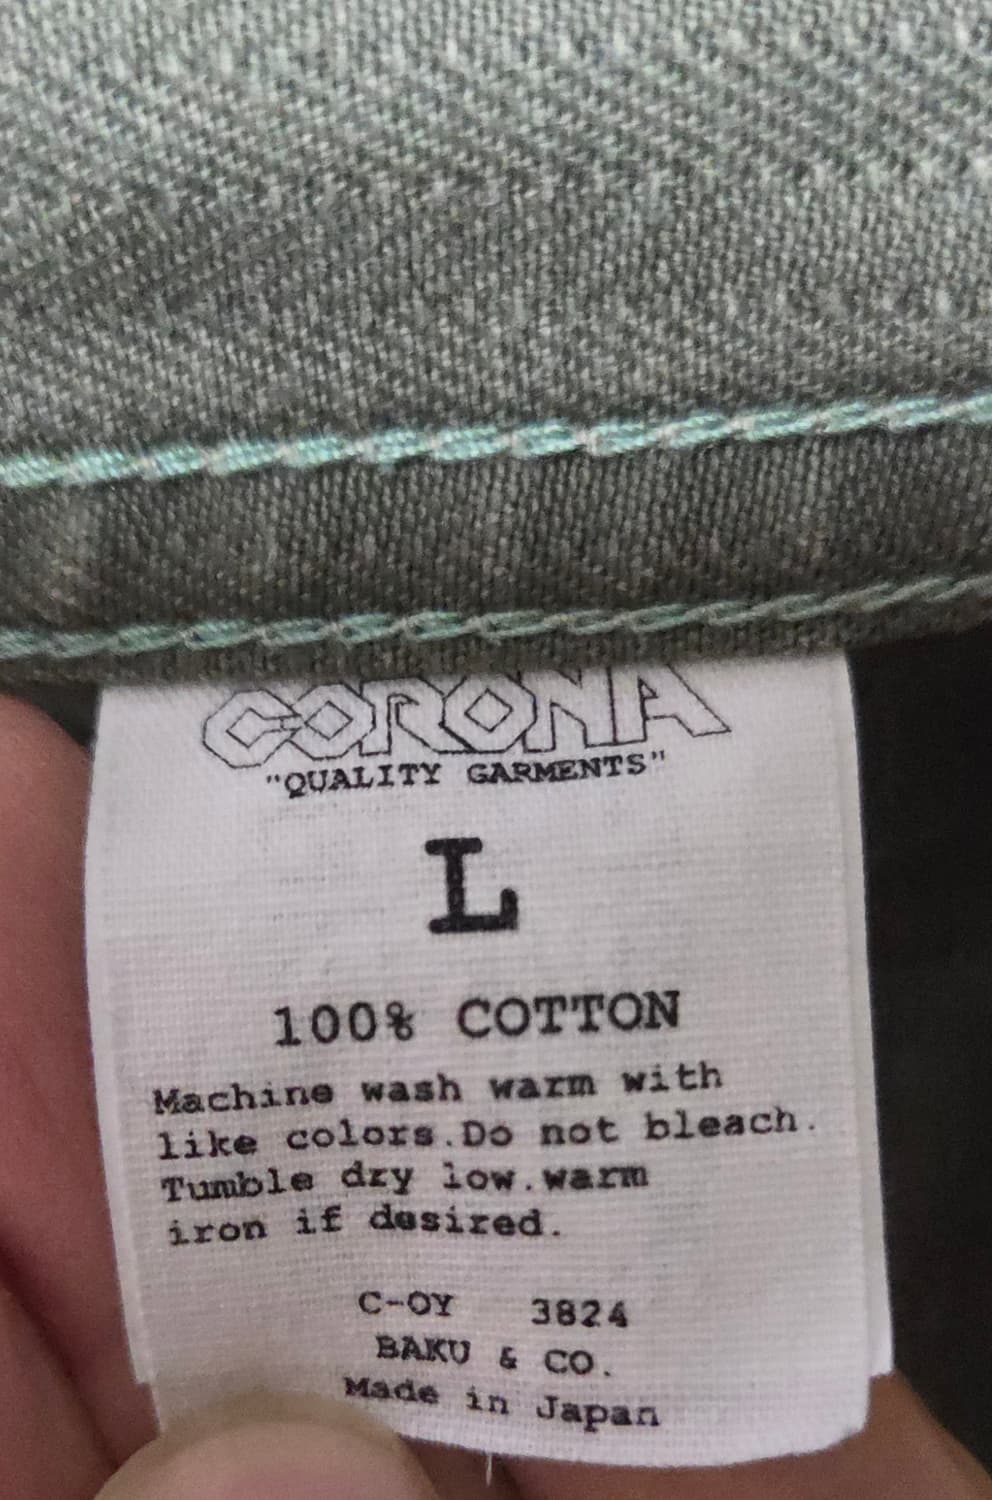 CORONA
"QUALITY GARMENTS"
L
100% COTTON
Machine wash warm with
like colors.Do not bleach.
Tumble dry low.warm
iron if desired.
C-OY 3824
BAKU & CO.
Made in Japan